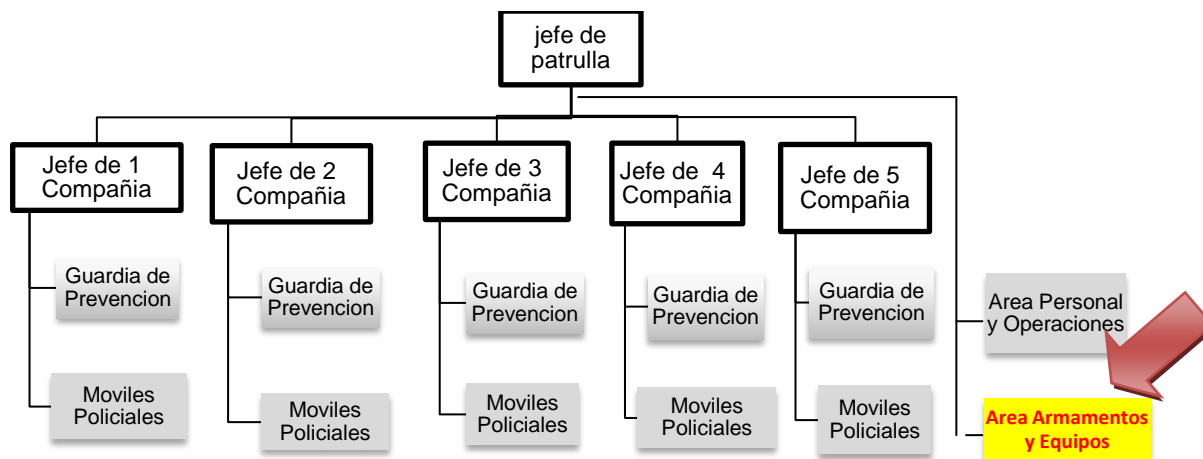 jefe de
patrulla
Jefe de 1
Compañia
Jefe de 2
Compañia
Jefe de 3
Compañia
Jefe de  4
Compañia
Jefe de 5
Compañia
Guardia de
Prevencion
Guardia de
Prevencion
Guardia de
Prevencion
Guardia de
Prevencion
Guardia de
Prevencion
Area Personal
y Operaciones
Moviles
Policiales
Moviles
Policiales
Moviles
Policiales
Moviles
Policiales
Moviles
Policiales
Area Armamentos
y Equipos